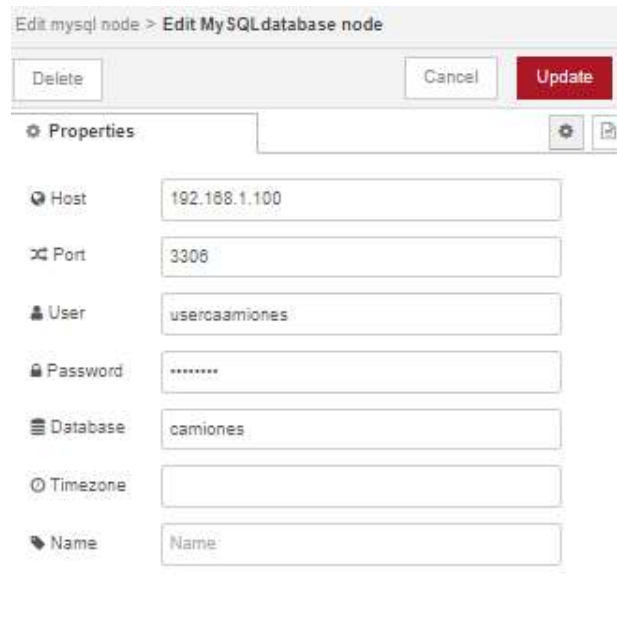 Edit mysql node > Edit MySQLdatabase node
Delete
Cancel
Update
Properties
Host
192.168.1.100
Port
3306
User
usercaamiones
Password
••••••••
Database
camiones
Timezone
Name
Name